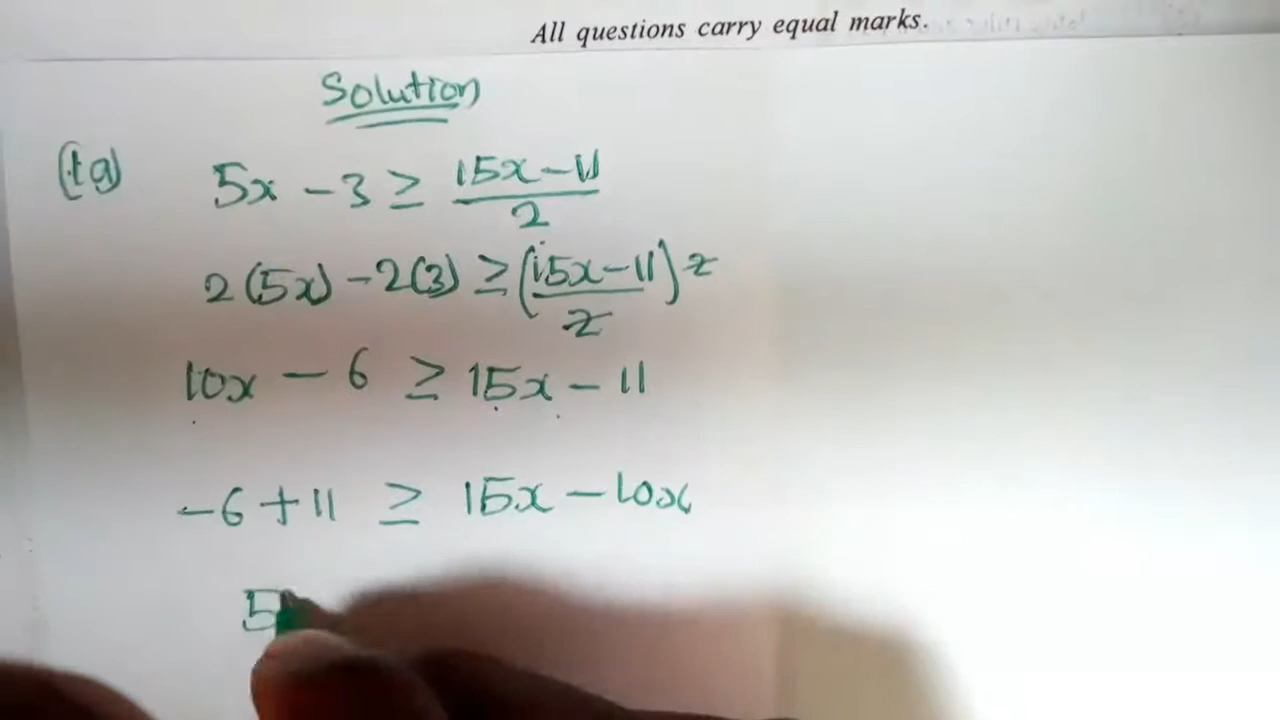 All questions carry equal marks.
Solution
(1a) 5x - 3 ≥ (15x - 11)/2
2(5x) - 2(3) ≥ ((15x - 11)/2) 2
10x - 6 ≥ 15x - 11
-6 + 11 ≥ 15x - 10x
5